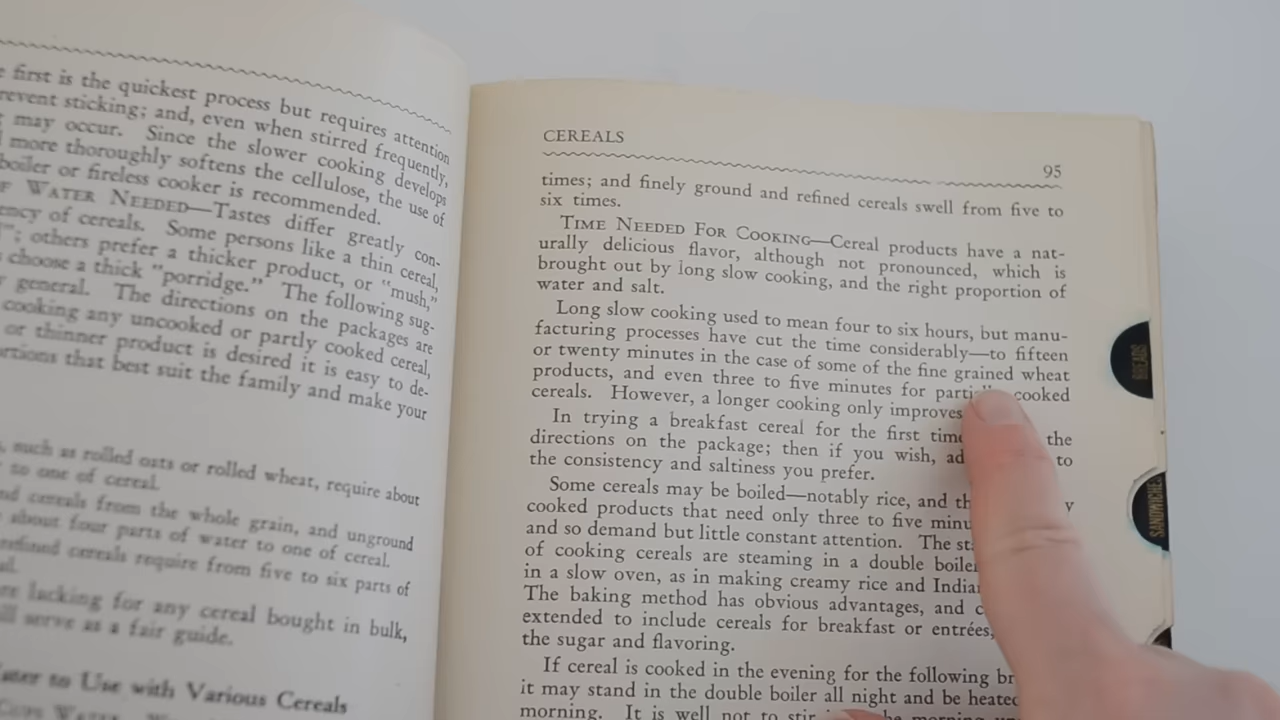 first is the quickest process but requires attention
revent sticking; and, even when stirred frequently,
may occur. Since the slower cooking develops
more thoroughly softens the cellulose, the use of
boiler or fireless cooker is recommended.
F WATER NEEDED—Tastes differ greatly con-
ency of cereals. Some persons like a thin cereal,
"; others prefer a thicker product, or "mush,"
choose a thick "porridge." The following sug-
general. The directions on the packages are
cooking any uncooked or partly cooked cereal,
or thinner product is desired it is easy to de-
ortions that best suit the family and make your
such as rolled oats or rolled wheat, require about
to one of cereal.
nd cereals from the whole grain, and unground
about four parts of water to one of cereal.
refined cereals require from five to six parts of
lacking for any cereal bought in bulk,
ll serve as a fair guide.
ater to Use with Various Cereals
CUPS WATER
CEREALS
95
times; and finely ground and refined cereals swell from five to
six times.
TIME NEEDED FOR COOKING—Cereal products have a nat-
urally delicious flavor, although not pronounced, which is
brought out by long slow cooking, and the right proportion of
water and salt.
Long slow cooking used to mean four to six hours, but manu-
facturing processes have cut the time considerably—to fifteen
or twenty minutes in the case of some of the fine grained wheat
products, and even three to five minutes for partially cooked
cereals. However, a longer cooking only improves
In trying a breakfast cereal for the first time the
directions on the package; then if you wish, ad to
the consistency and saltiness you prefer.
Some cereals may be boiled—notably rice, and th y
cooked products that need only three to five minu
and so demand but little constant attention. The st
of cooking cereals are steaming in a double boiler
in a slow oven, as in making creamy rice and Indian
The baking method has obvious advantages, and c
extended to include cereals for breakfast or entrées,
the sugar and flavoring.
If cereal is cooked in the evening for the following br
it may stand in the double boiler all night and be heated
morning. It is well not to stir he morning
BREADS
SANDWICHES